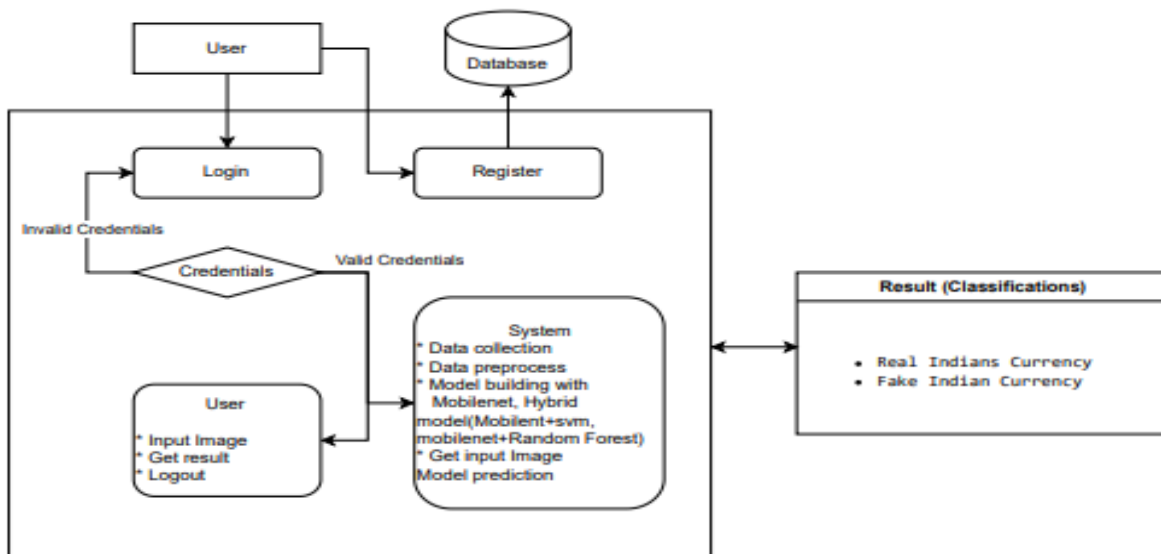 User
Database
Login
Register
Invalid Credentials
Credentials
Valid Credentials
System
* Data collection
* Data preprocess
* Model building with
Mobilenet, Hybrid
model(Mobilent+svm,
mobilenet+Random Forest)
* Get input Image
Model prediction
User
* Input Image
* Get result
* Logout
Result (Classifications)
• Real Indians Currency
• Fake Indian Currency